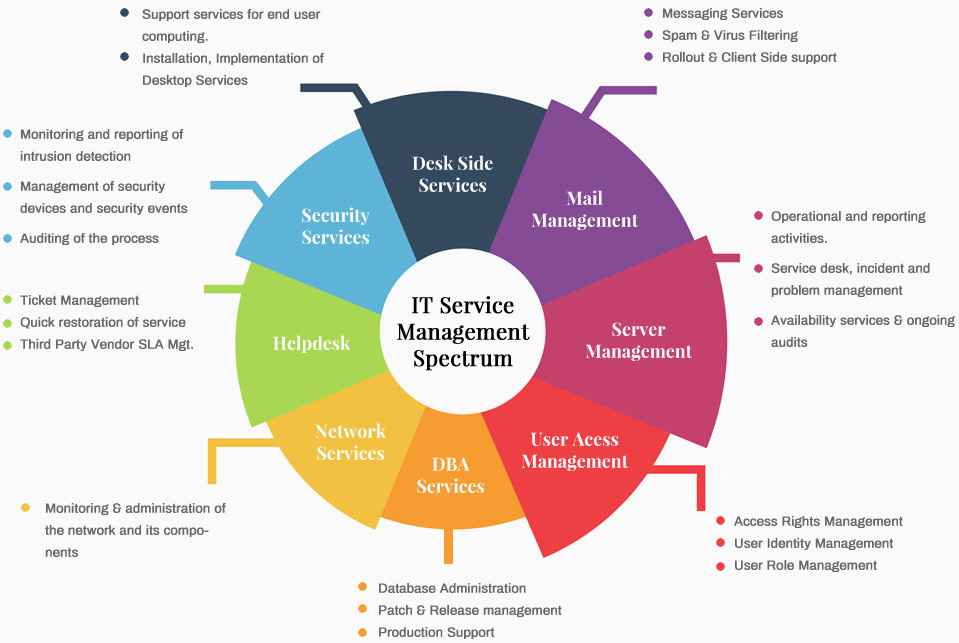 Support services for end user
computing.
Installation, Implementation of
Desktop Services
Messaging Services
Spam & Virus Filtering
Rollout & Client Side support
Monitoring and reporting of
intrusion detection
Management of security
devices and security events
Auditing of the process
Desk Side
Services
Mail
Management
Security
Services
Operational and reporting
activities.
Service desk, incident and
problem management
Availability services & ongoing
audits
Ticket Management
Quick restoration of service
Third Party Vendor SLA Mgt.
Helpdesk
IT Service
Management
Spectrum
Server
Management
Network
Services
DBA
Services
User Acess
Management
Monitoring & administration of
the network and its compo-
nents
Access Rights Management
User Identity Management
User Role Management
Database Administration
Patch & Release management
Production Support